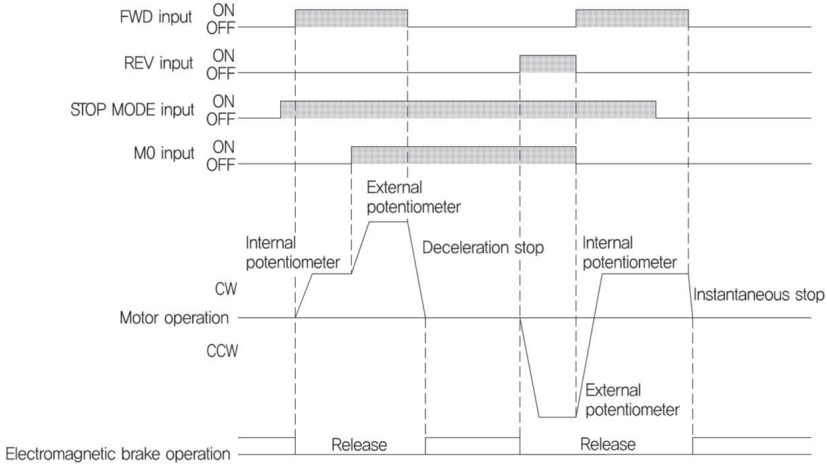 FWD input ON
OFF
REV input ON
OFF
STOP MODE input ON
OFF
M0 input ON
OFF
External
potentiometer
Internal
potentiometer
Deceleration stop
Internal
potentiometer
CW
Instantaneous stop
Motor operation
CCW
External
potentiometer
Electromagnetic brake operation Release Release